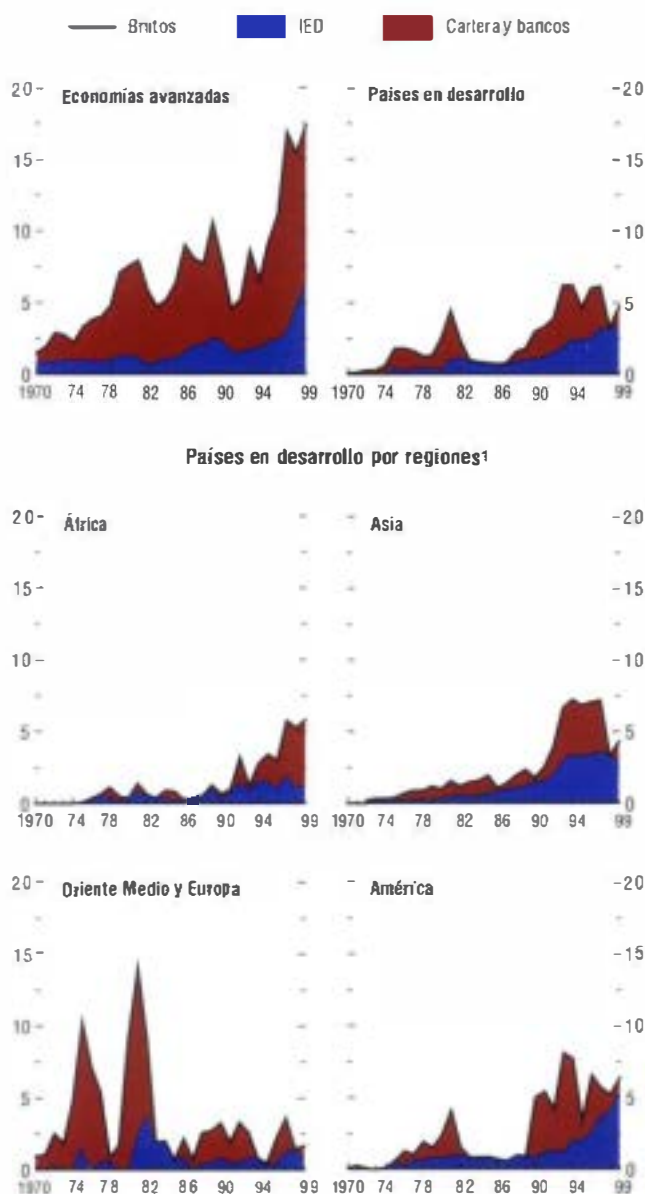 Brutos IED Cartera y bancos
20 Economías avanzadas Países en desarrollo 20
15 15
10 10
5 5
0 0
1970 74 78 82 86 90 94 99 1970 74 78 82 86 90 94 99
Países en desarrollo por regiones¹
20 África Asia 20
15 15
10 10
5 5
0 0
1970 74 78 82 86 90 94 99 1970 74 78 82 86 90 94 99
20 Oriente Medio y Europa América 20
15 15
10 10
5 5
0 0
1970 74 78 82 86 90 94 99 1970 74 78 82 86 90 94 99